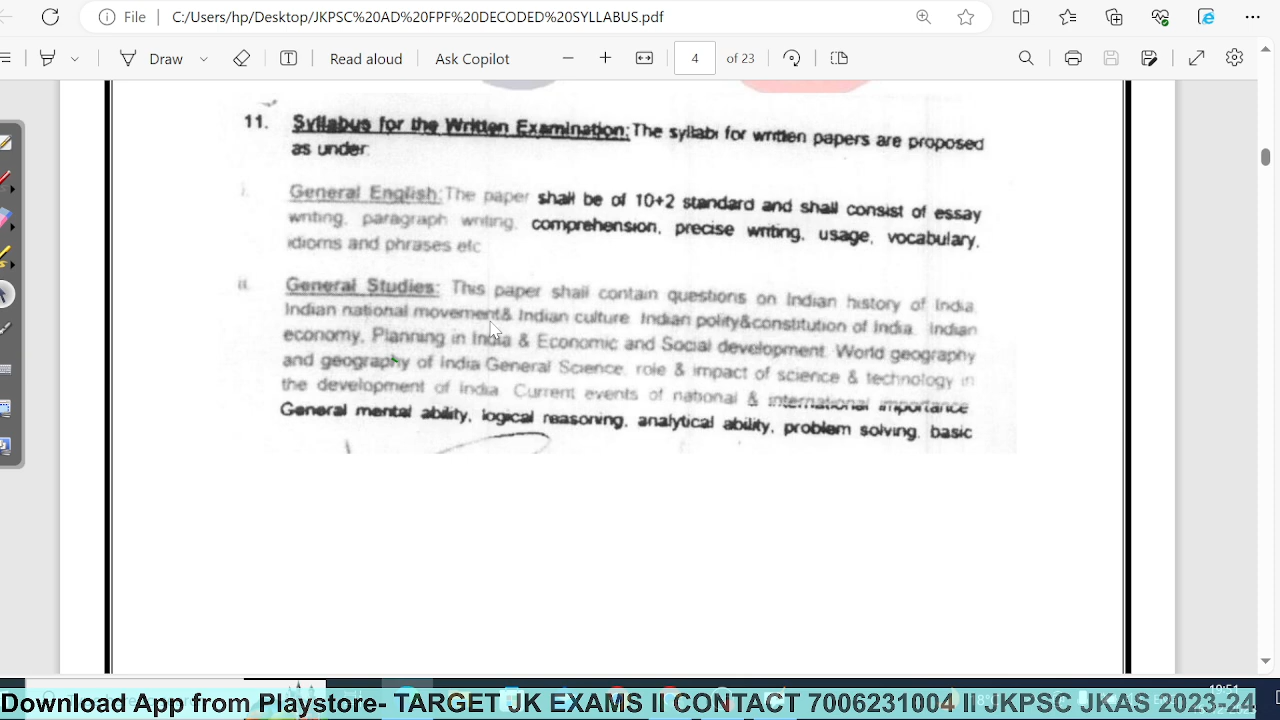 File
C:/Users/hp/Desktop/JKPSC%20AD%20FPF%20DECODED%20SYLLABUS.pdf
Draw
Read aloud
Ask Copilot
4
of 23
11. Syllabus for the Written Examination: The syllabi for written papers are proposed
as under:
i. General English: The paper shall be of 10+2 standard and shall consist of essay
writing, paragraph writing, comprehension, precise writing, usage, vocabulary,
idioms and phrases etc
ii. General Studies: This paper shall contain questions on Indian history of India.
Indian national movement& Indian culture. Indian polity&constitution of India. Indian
economy, Planning in India & Economic and Social development. World geography
and geography of India General Science, role & impact of science & technology in
the development of India. Current events of national & international importance
General mental ability, logical reasoning, analytical ability, problem solving, basic
19:51
Download App from Playstore- TARGET JK EXAMS II CONTACT 7006231004 II JKPSC JKAS 2023-24